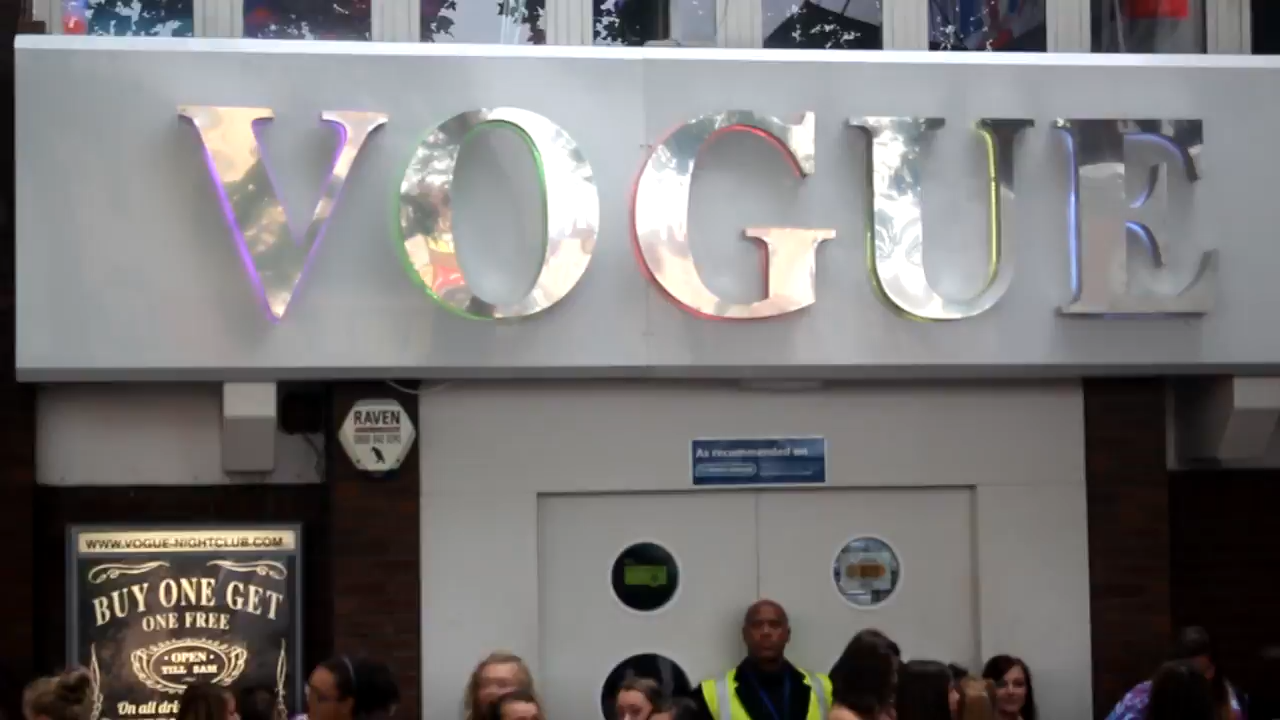 VOGUE
RAVEN
As recommended on
WWW.VOGUE-NIGHTCLUB.COM
BUY ONE GET
ONE FREE
· OPEN ·
TILL 8AM
On all dri